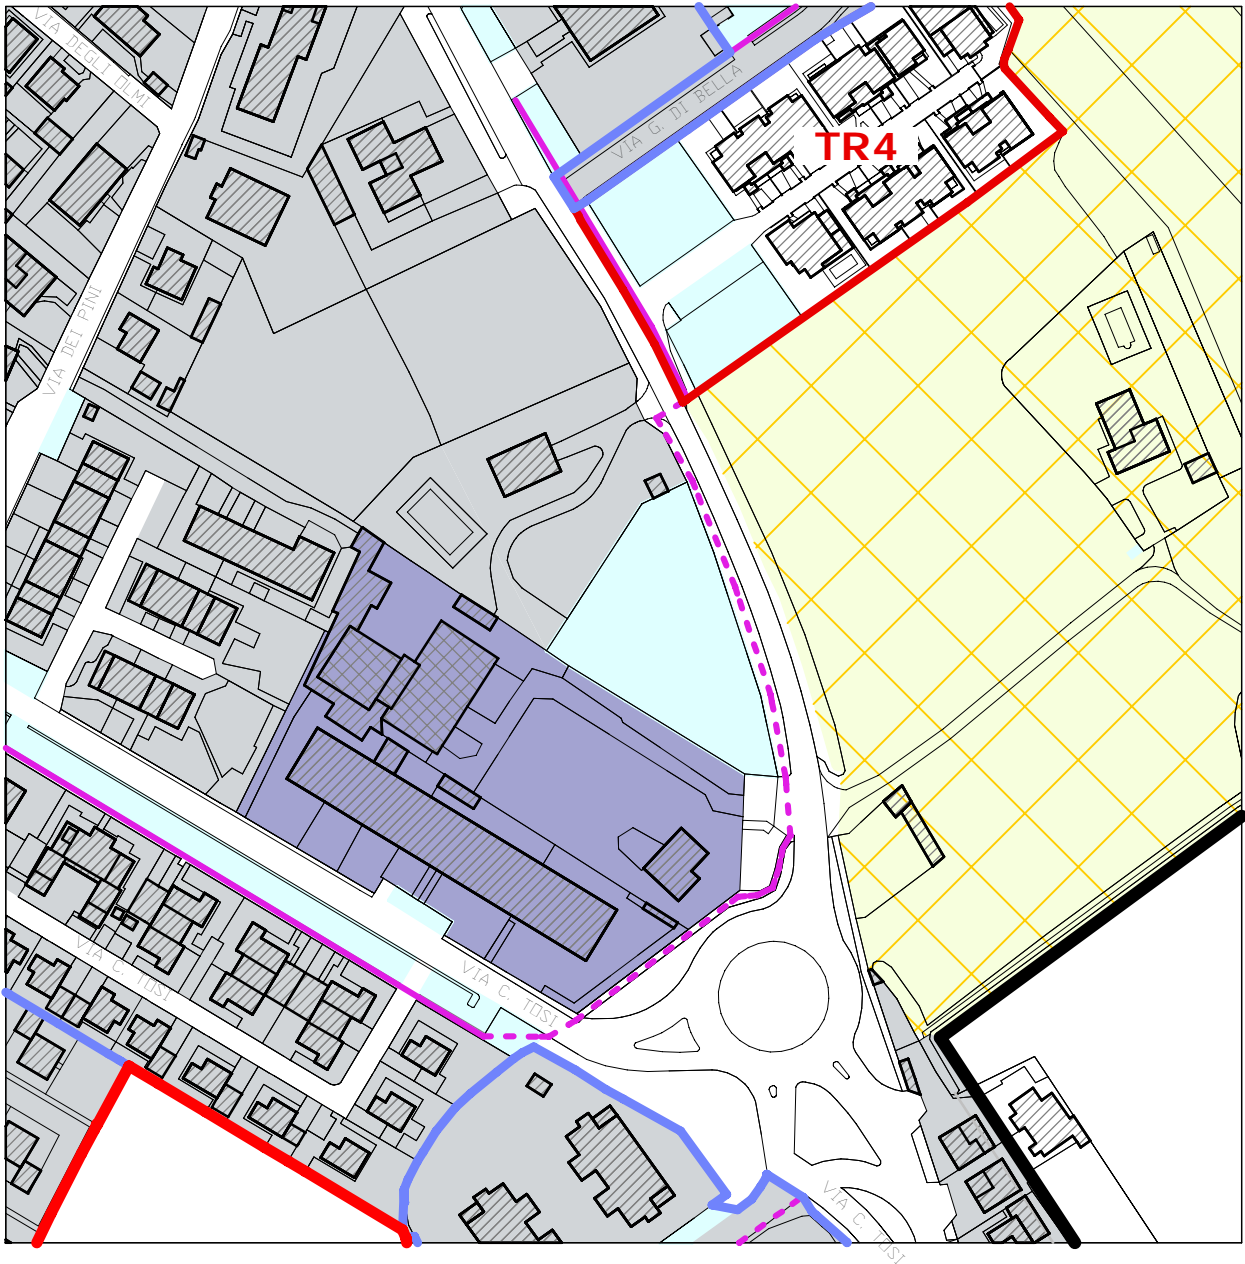 VIA DEGLI OLMI
VIA G. DI BELLA
TR4
VIA DEI PINI
VIA C. TOSI
VIA C. TOSI
VIA C. TOSI